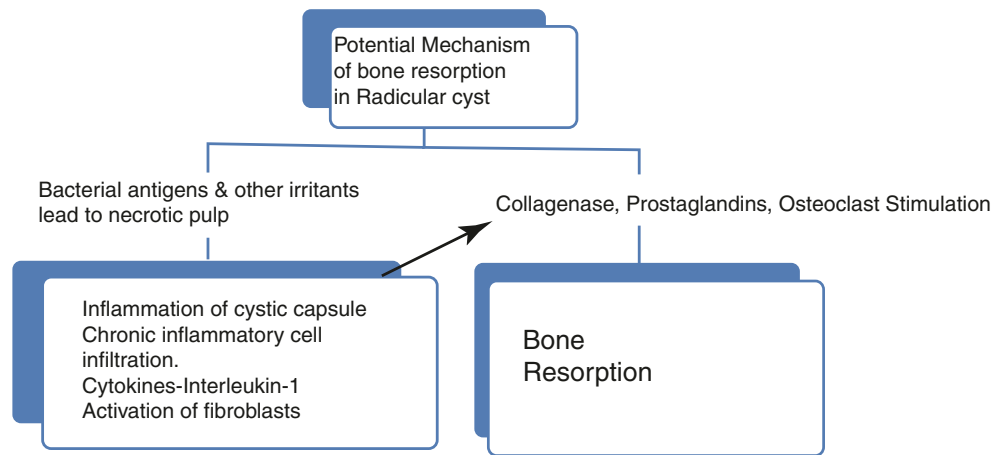 Potential Mechanism
of bone resorption
in Radicular cyst
Bacterial antigens & other irritants
lead to necrotic pulp
Collagenase, Prostaglandins, Osteoclast Stimulation
Inflammation of cystic capsule
Chronic inflammatory cell
infiltration.
Cytokines-Interleukin-1
Activation of fibroblasts
Bone
Resorption